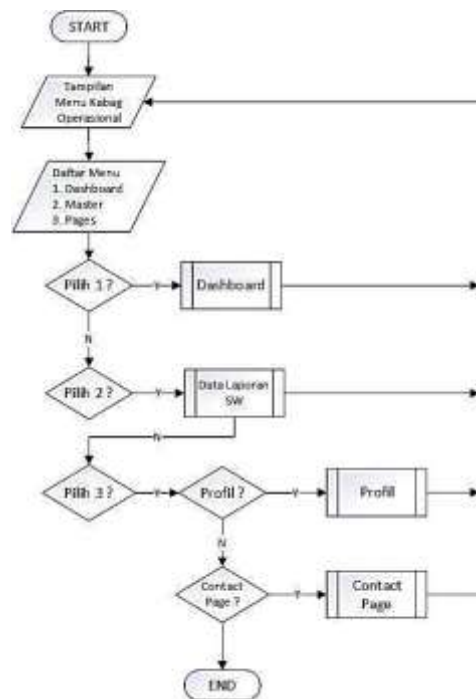 START
Tampilan
Menu Kabag
Operasional
Daftar Menu
1. Dashboard
2. Master
3. Pages
Pilih 1 ?
Y
Dashboard
N
Pilih 2 ?
Y
Data Laporan
SW
N
Pilih 3 ?
Y
Profil ?
Y
Profill
N
Contact
Page ?
Y
Contact
Page
END